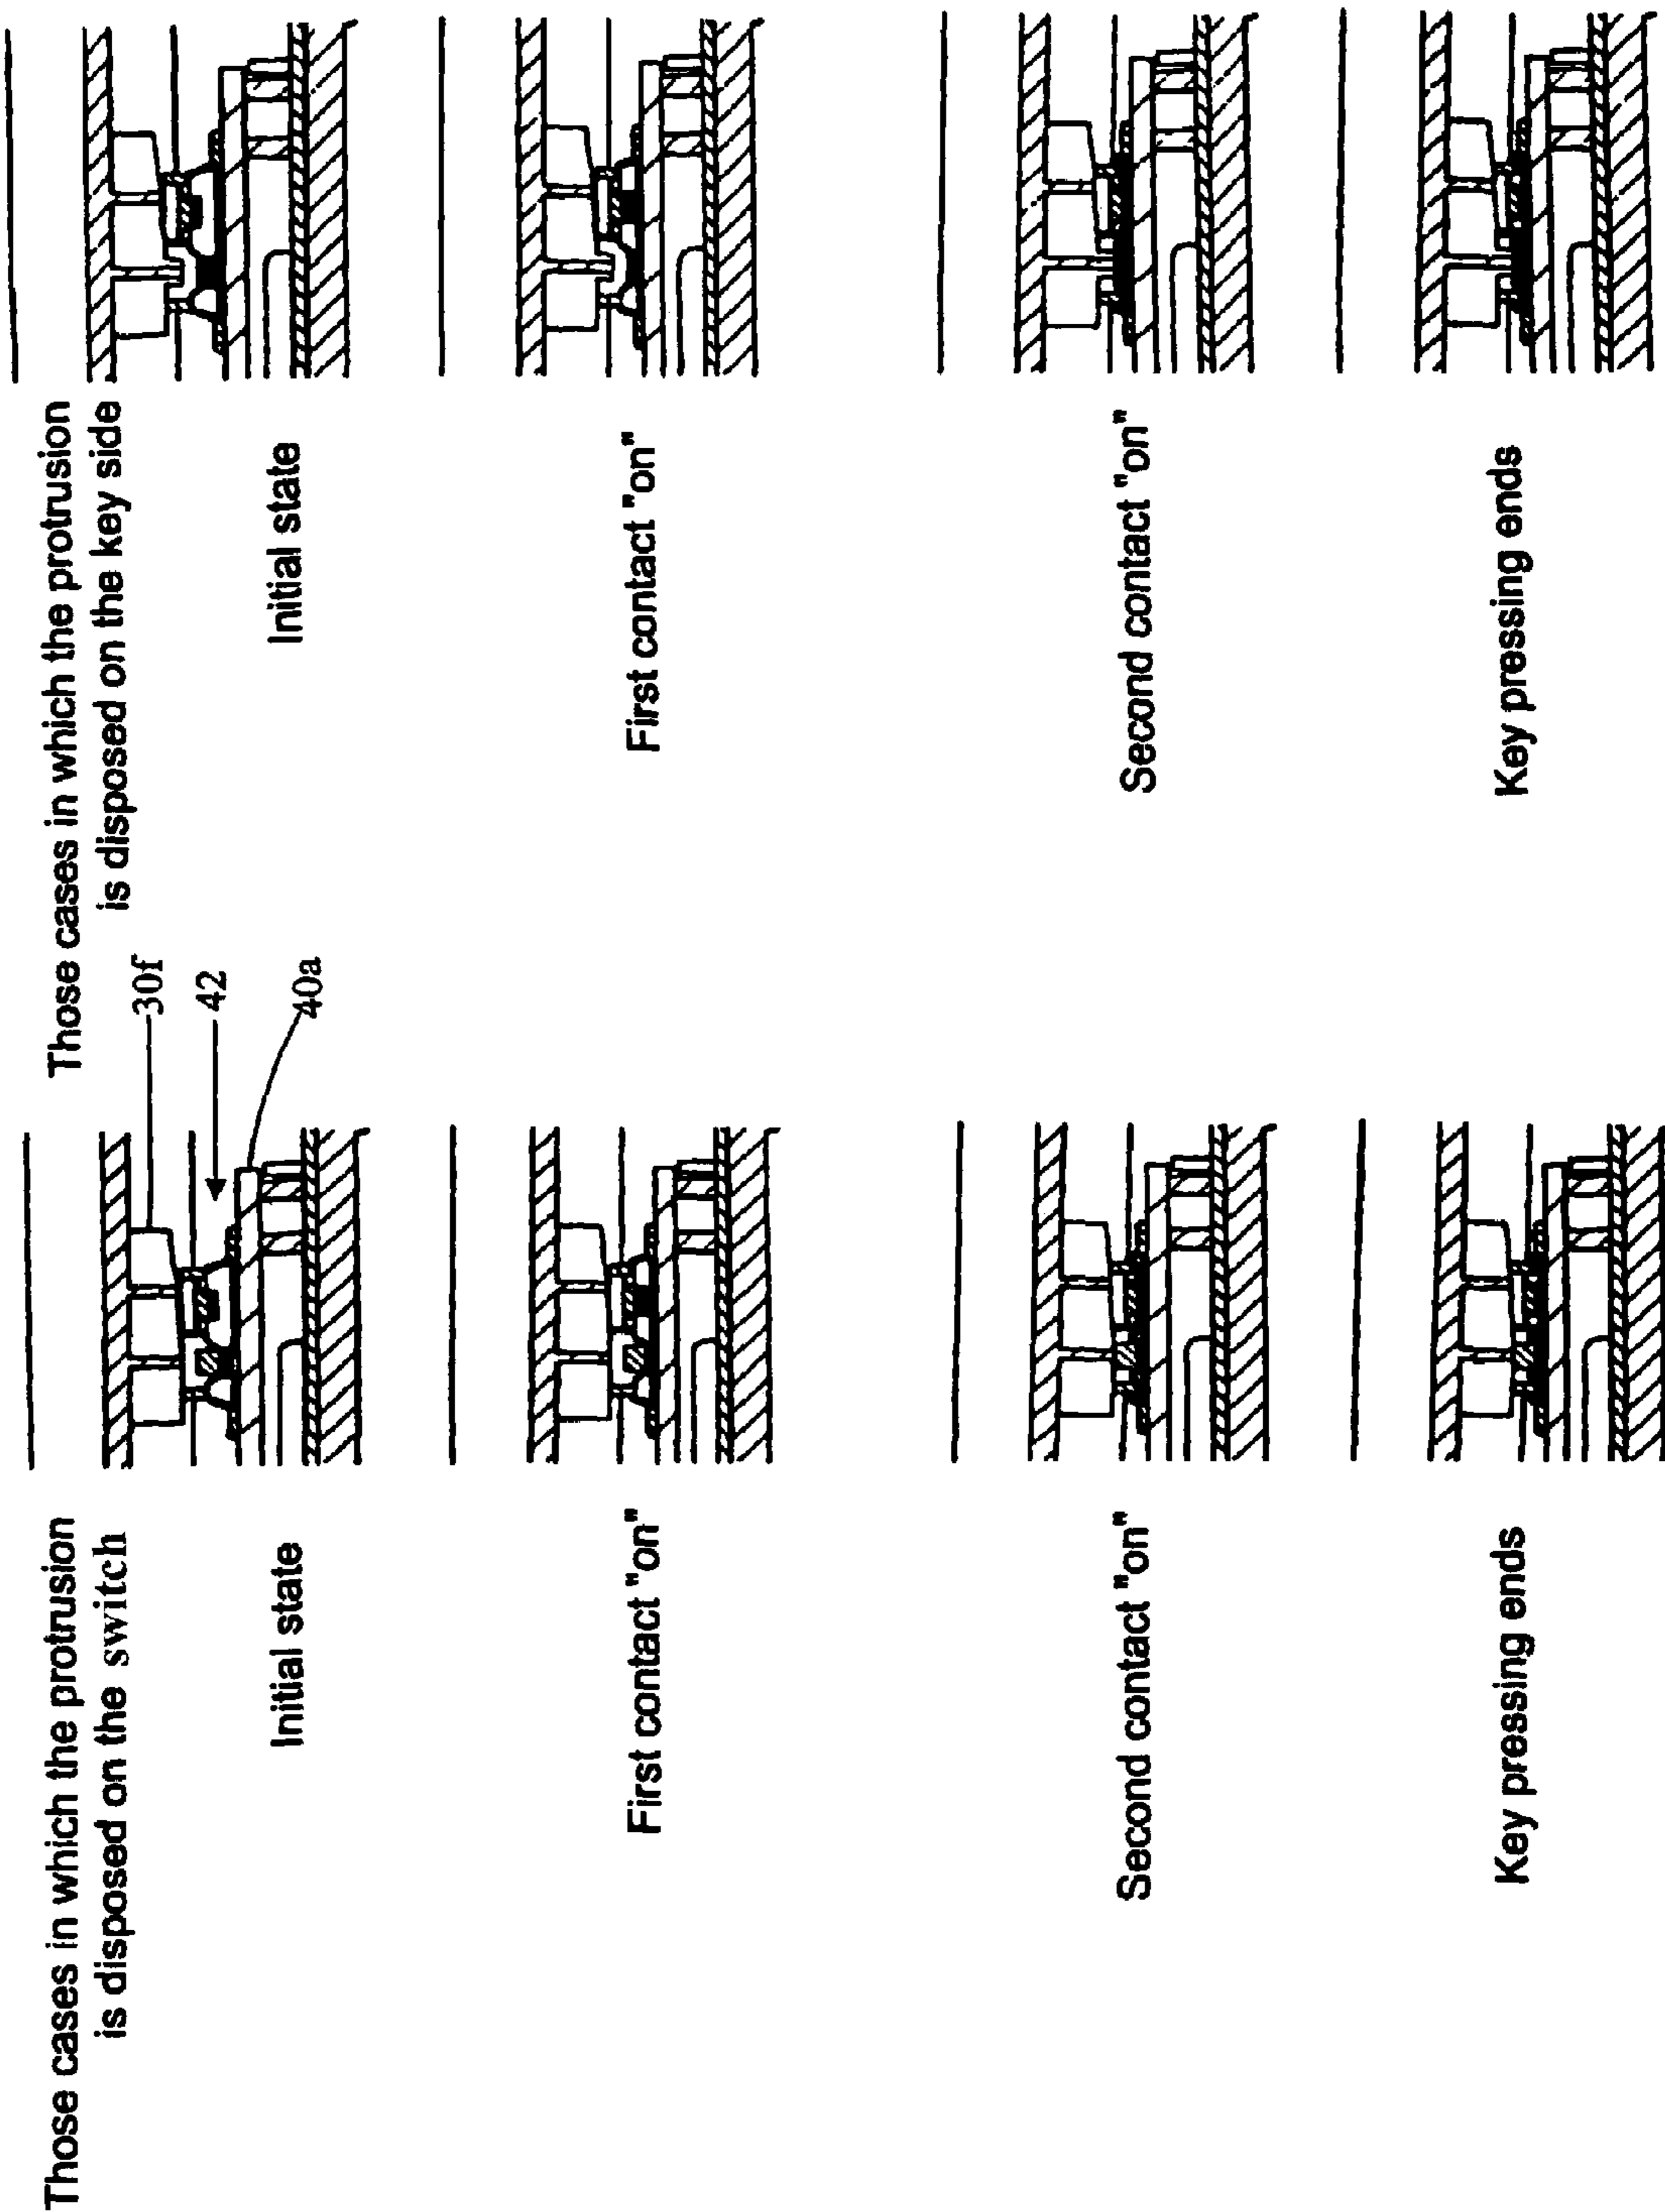 Those cases in which the protrusion
is disposed on the switch
30f
42
40a
Initial state
First contact "on"
Second contact "on"
Key pressing ends
Those cases in which the protrusion
is disposed on the key side
Initial state
First contact "on"
Second contact "on"
Key pressing ends